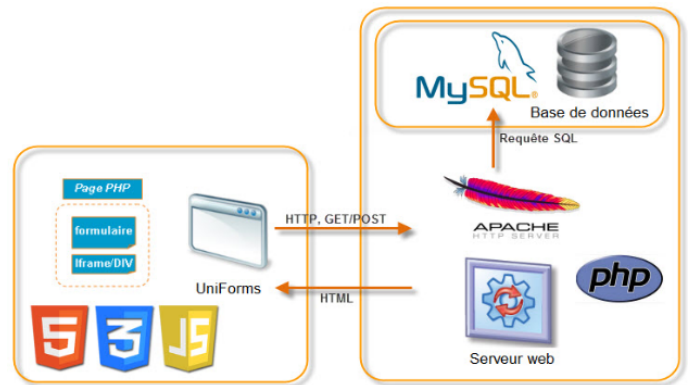 MySQL®
Base de données
Requête SQL
Page PHP
formulaire
Iframe/DIV
UniForms
HTTP, GET/POST
APACHE
HTTP SERVER
HTML
php
Serveur web
5
3
JS